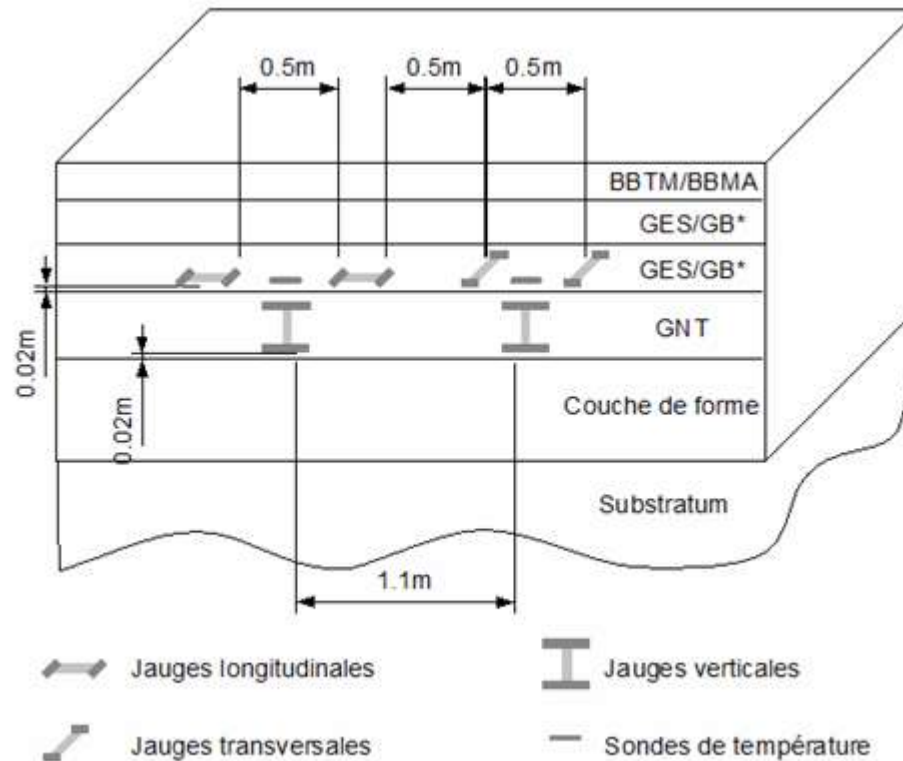 0.5m 0.5m 0.5m
BBTM/BBMA
GES/GB*
GES/GB*
GNT
0.02m
0.02m
Couche de forme
Substratum
1.1m
Jauges longitudinales
Jauges verticales
Jauges transversales
Sondes de température